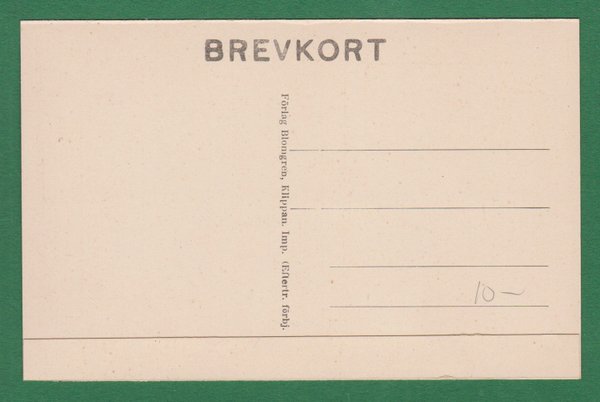 BREVKORT
Förlag Blomgren, Klippan. Imp. (Eftertr. förbj.
10 –